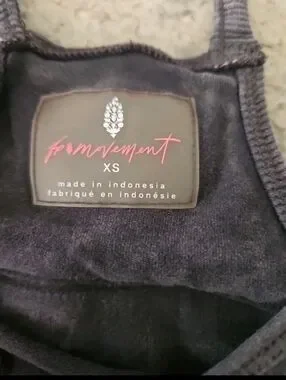 fpmovement
XS
made in indonesia
fabriqué en indonésie